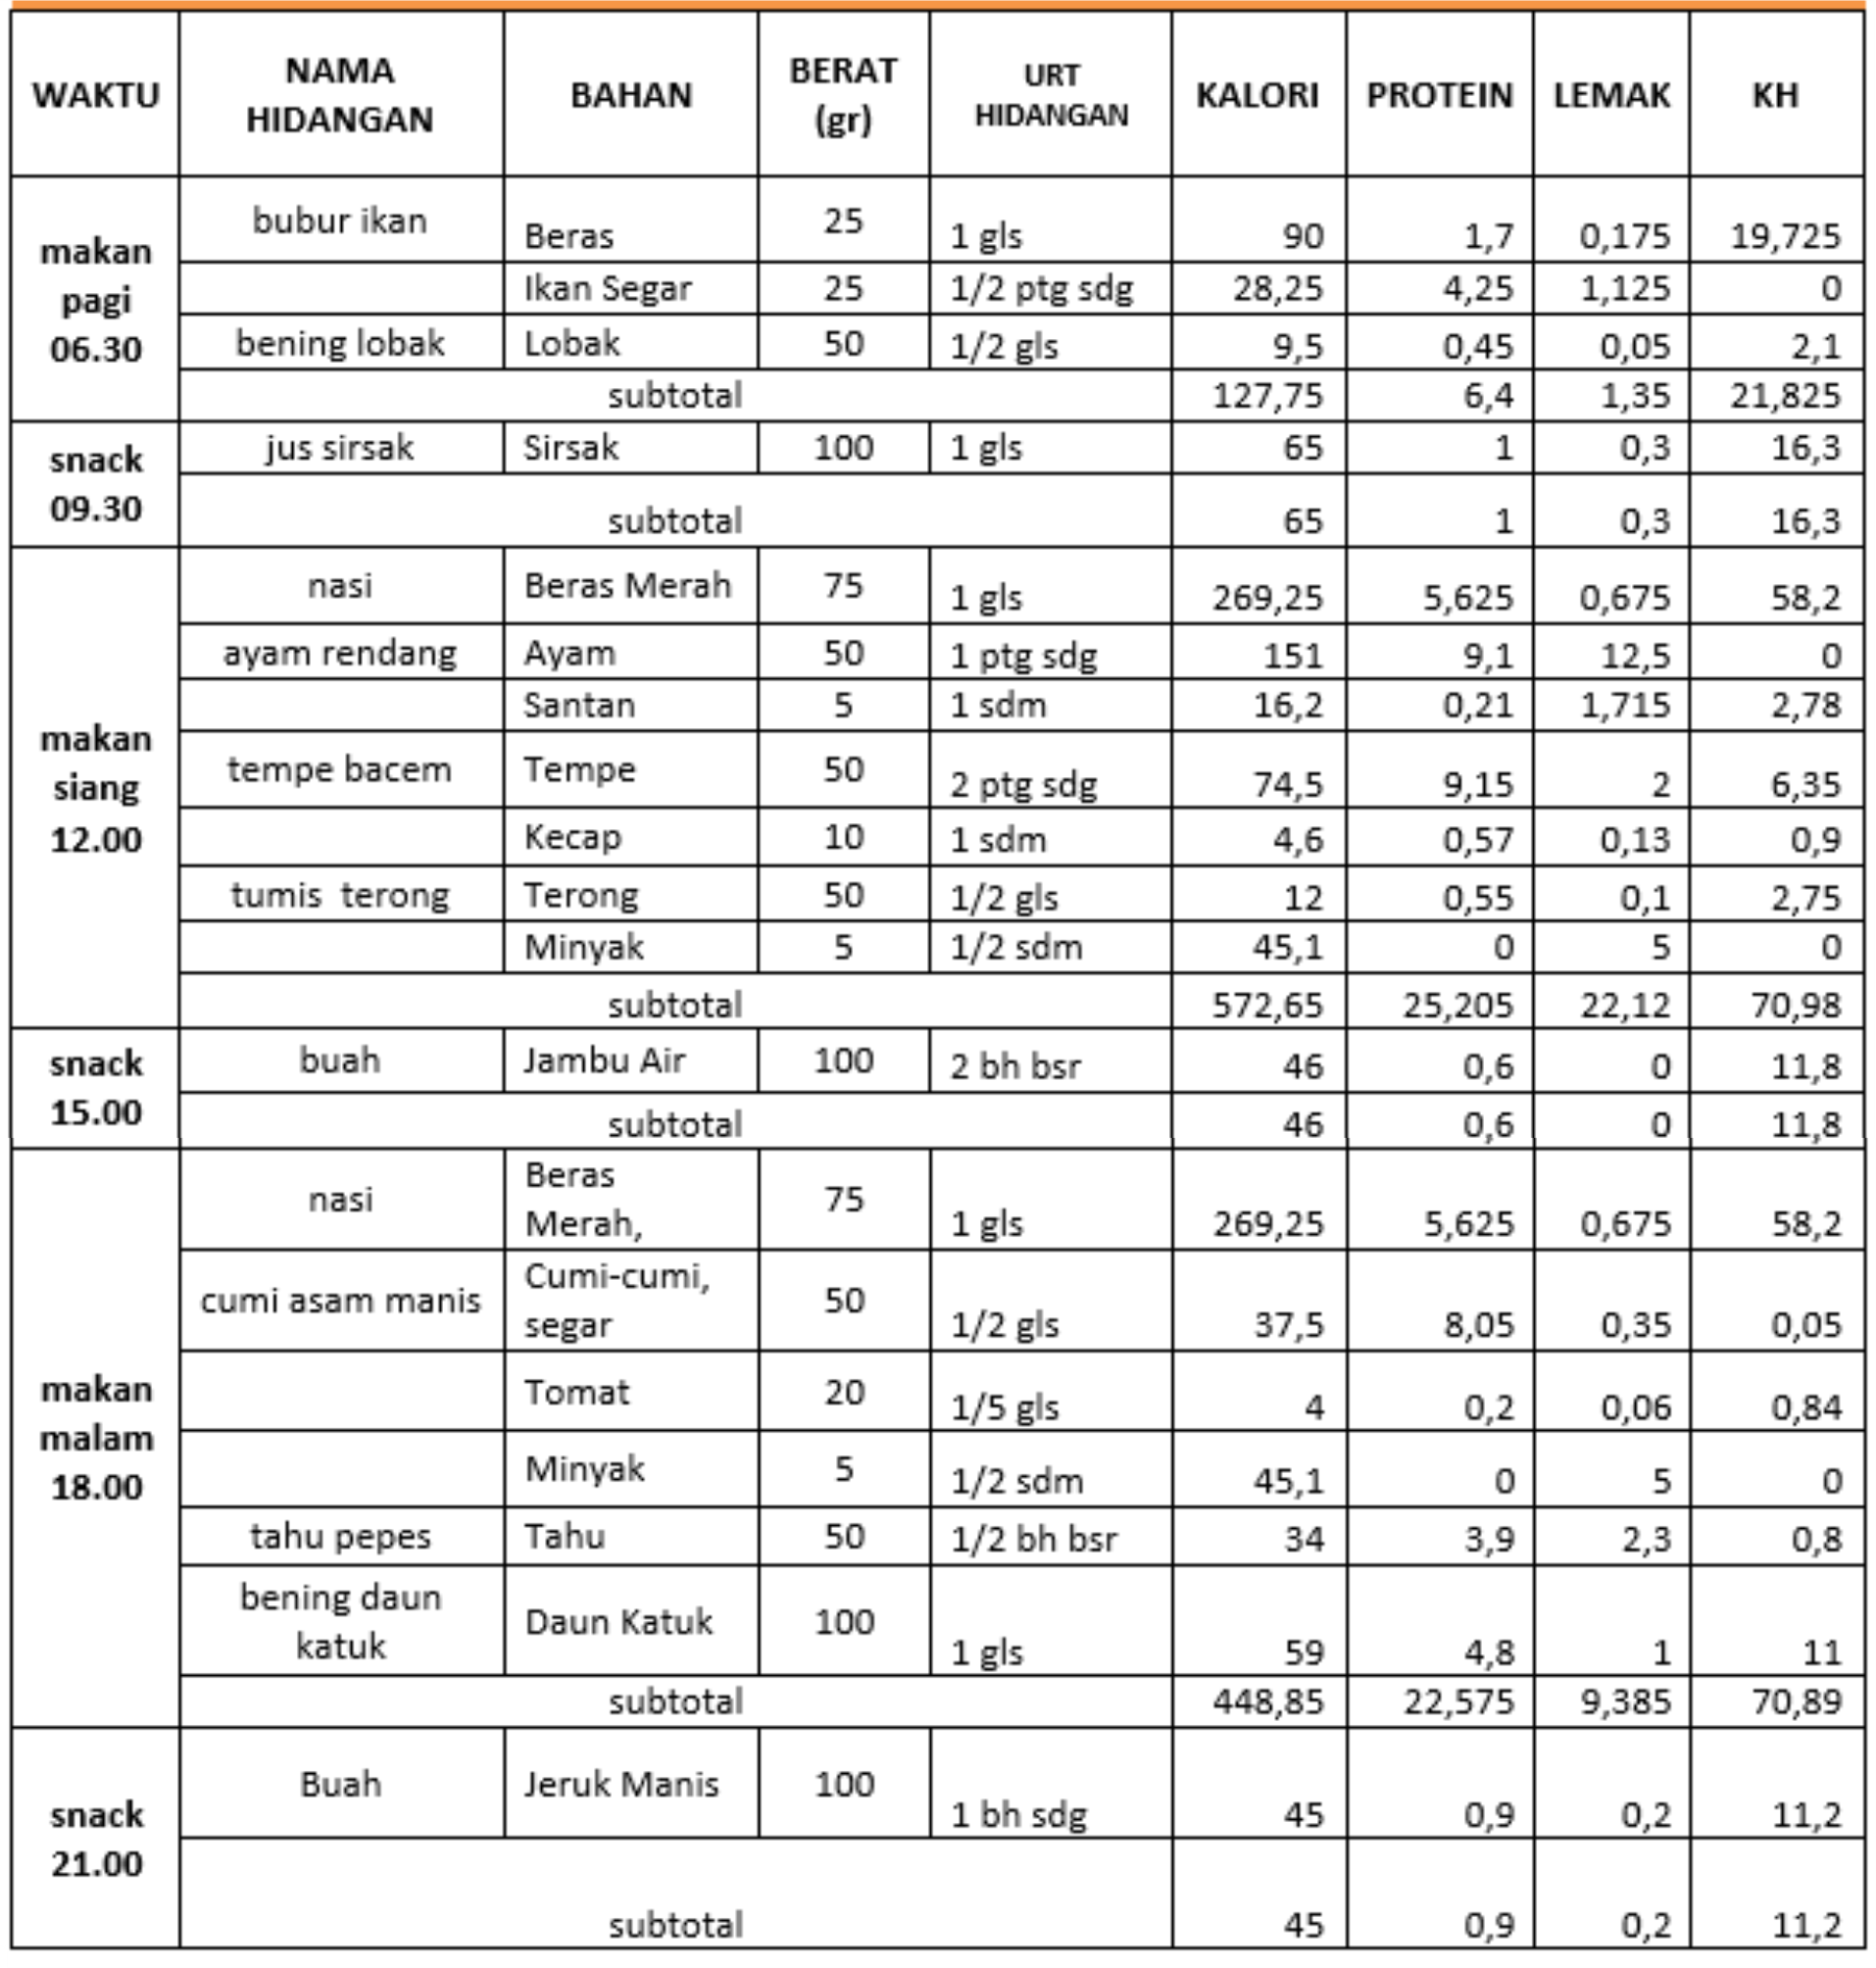 WAKTU NAMA HIDANGAN BAHAN BERAT (gr) URT HIDANGAN KALORI PROTEIN LEMAK KH
makan pagi 06.30
bubur ikan Beras 25 1 gls 90 1,7 0,175 19,725
Ikan Segar 25 1/2 ptg sdg 28,25 4,25 1,125 0
bening lobak Lobak 50 1/2 gls 9,5 0,45 0,05 2,1
subtotal 127,75 6,4 1,35 21,825
snack 09.30
jus sirsak Sirsak 100 1 gls 65 1 0,3 16,3
subtotal 65 1 0,3 16,3
makan siang 12.00
nasi Beras Merah 75 1 gls 269,25 5,625 0,675 58,2
ayam rendang Ayam 50 1 ptg sdg 151 9,1 12,5 0
Santan 5 1 sdm 16,2 0,21 1,715 2,78
tempe bacem Tempe 50 2 ptg sdg 74,5 9,15 2 6,35
Kecap 10 1 sdm 4,6 0,57 0,13 0,9
tumis terong Terong 50 1/2 gls 12 0,55 0,1 2,75
Minyak 5 1/2 sdm 45,1 0 5 0
subtotal 572,65 25,205 22,12 70,98
snack 15.00
buah Jambu Air 100 2 bh bsr 46 0,6 0 11,8
subtotal 46 0,6 0 11,8
makan malam 18.00
nasi Beras Merah, 75 1 gls 269,25 5,625 0,675 58,2
cumi asam manis Cumi-cumi, segar 50 1/2 gls 37,5 8,05 0,35 0,05
Tomat 20 1/5 gls 4 0,2 0,06 0,84
Minyak 5 1/2 sdm 45,1 0 5 0
tahu pepes Tahu 50 1/2 bh bsr 34 3,9 2,3 0,8
bening daun katuk Daun Katuk 100 1 gls 59 4,8 1 11
subtotal 448,85 22,575 9,385 70,89
snack 21.00
Buah Jeruk Manis 100 1 bh sdg 45 0,9 0,2 11,2
subtotal 45 0,9 0,2 11,2